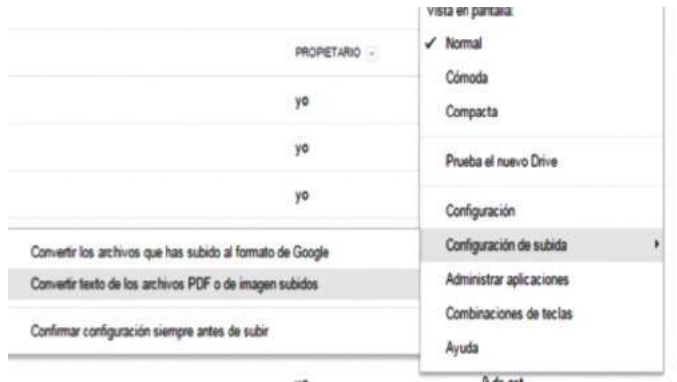 Vista en pantalla:
PROPIETARIO
✓ Normal
Cómoda
yo
Compacta
yo
Prueba el nuevo Drive
yo
Configuración
Configuración de subida
Convertir los archivos que has subido al formato de Google
Convertir texto de los archivos PDF o de imagen subidos
Administrar aplicaciones
Combinaciones de teclas
Confirmar configuración siempre antes de subir
Ayuda
yo